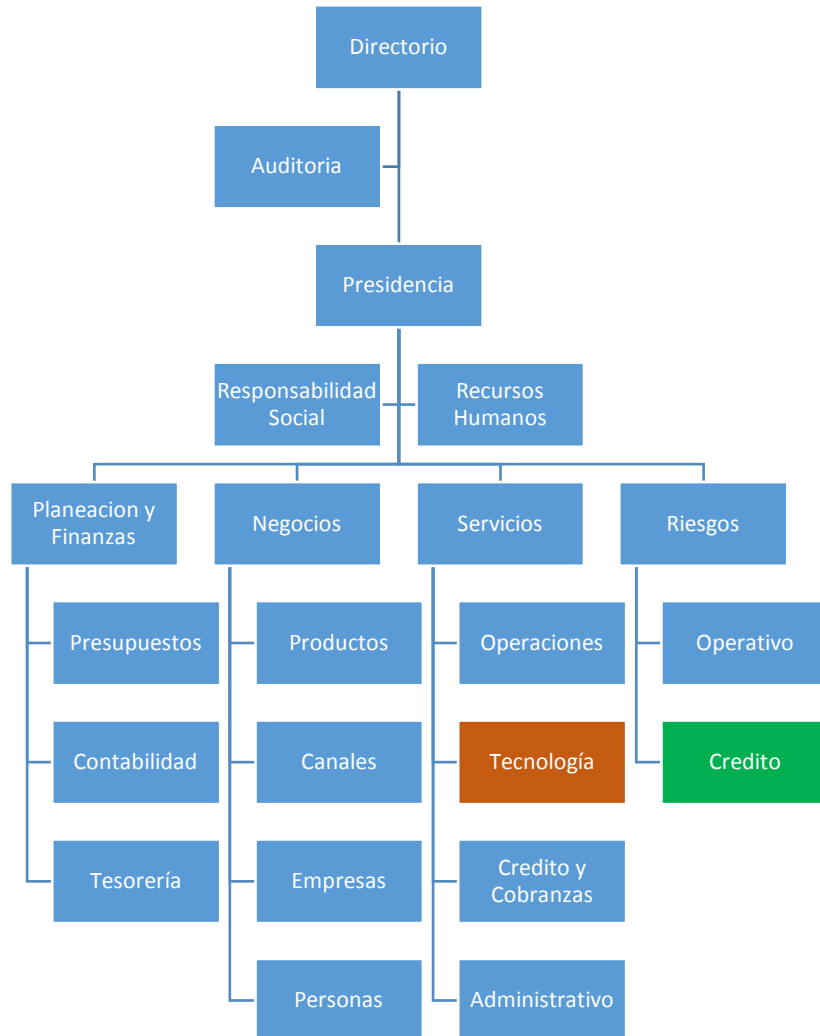 Directorio
Auditoria
Presidencia
Responsabilidad
Social
Recursos
Humanos
Planeacion y
Finanzas
Negocios
Servicios
Riesgos
Presupuestos
Productos
Operaciones
Operativo
Contabilidad
Canales
Tecnología
Credito
Tesorería
Empresas
Credito y
Cobranzas
Personas
Administrativo